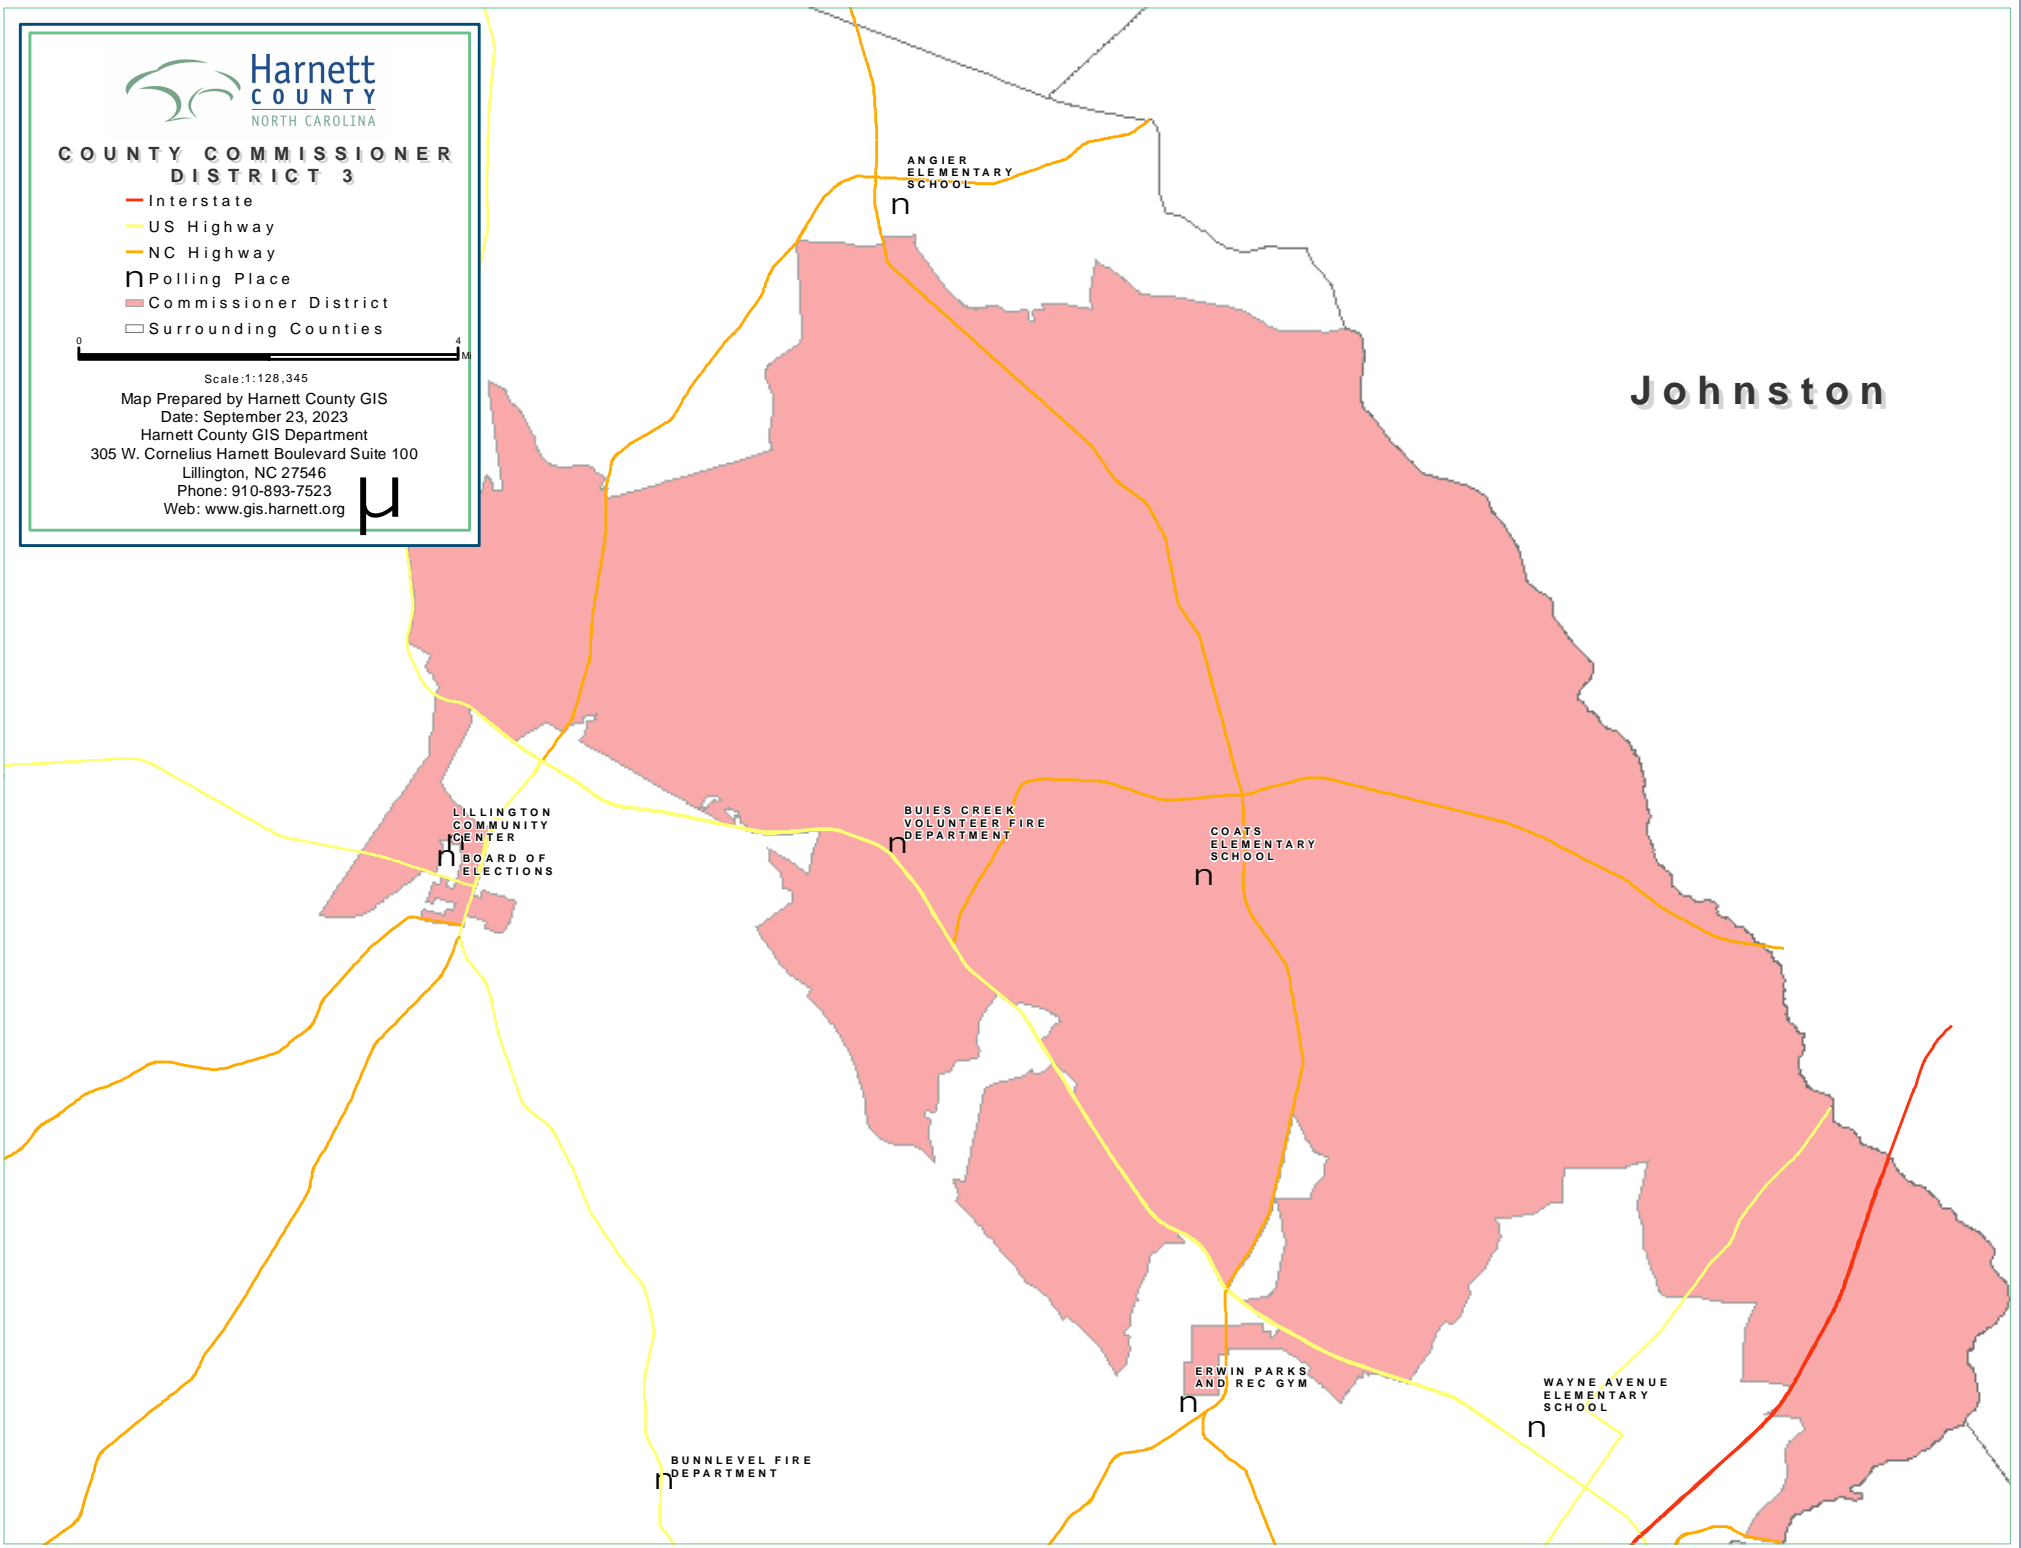 Harnett
COUNTY
NORTH CAROLINA
COUNTY COMMISSIONER
DISTRICT 3
Interstate
US Highway
NC Highway
n Polling Place
Commissioner District
Surrounding Counties
0 4
Mi
Scale:1:128,345
Map Prepared by Harnett County GIS
Date: September 23, 2023
Harnett County GIS Department
305 W. Cornelius Harnett Boulevard Suite 100
Lillington, NC 27546
Phone: 910-893-7523
Web: www.gis.harnett.org
µ
ANGIER
ELEMENTARY
SCHOOL
n
Johnston
LILLINGTON
COMMUNITY
CENTER
n
n
BOARD OF
ELECTIONS
BUIES CREEK
VOLUNTEER FIRE
DEPARTMENT
n
COATS
ELEMENTARY
SCHOOL
n
ERWIN PARKS
AND REC GYM
n
WAYNE AVENUE
ELEMENTARY
SCHOOL
n
BUNNLEVEL FIRE
DEPARTMENT
n